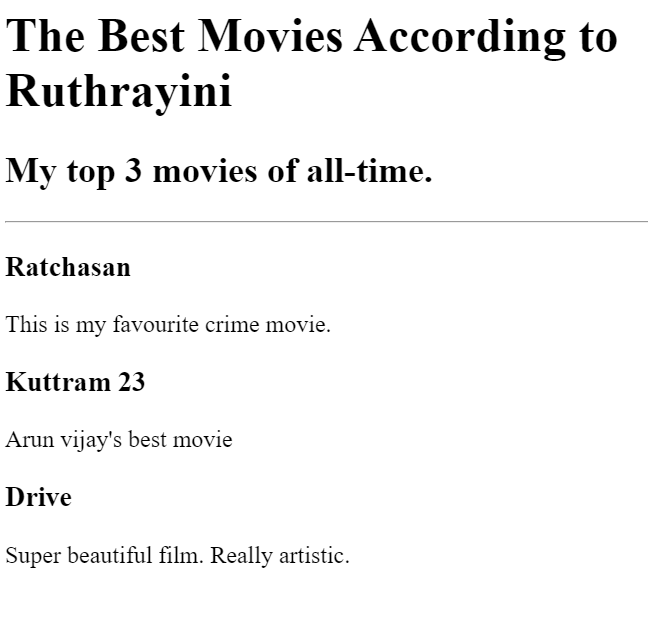 The Best Movies According to
Ruthrayini
My top 3 movies of all-time.
Ratchasan
This is my favourite crime movie.
Kuttram 23
Arun vijay's best movie
Drive
Super beautiful film. Really artistic.